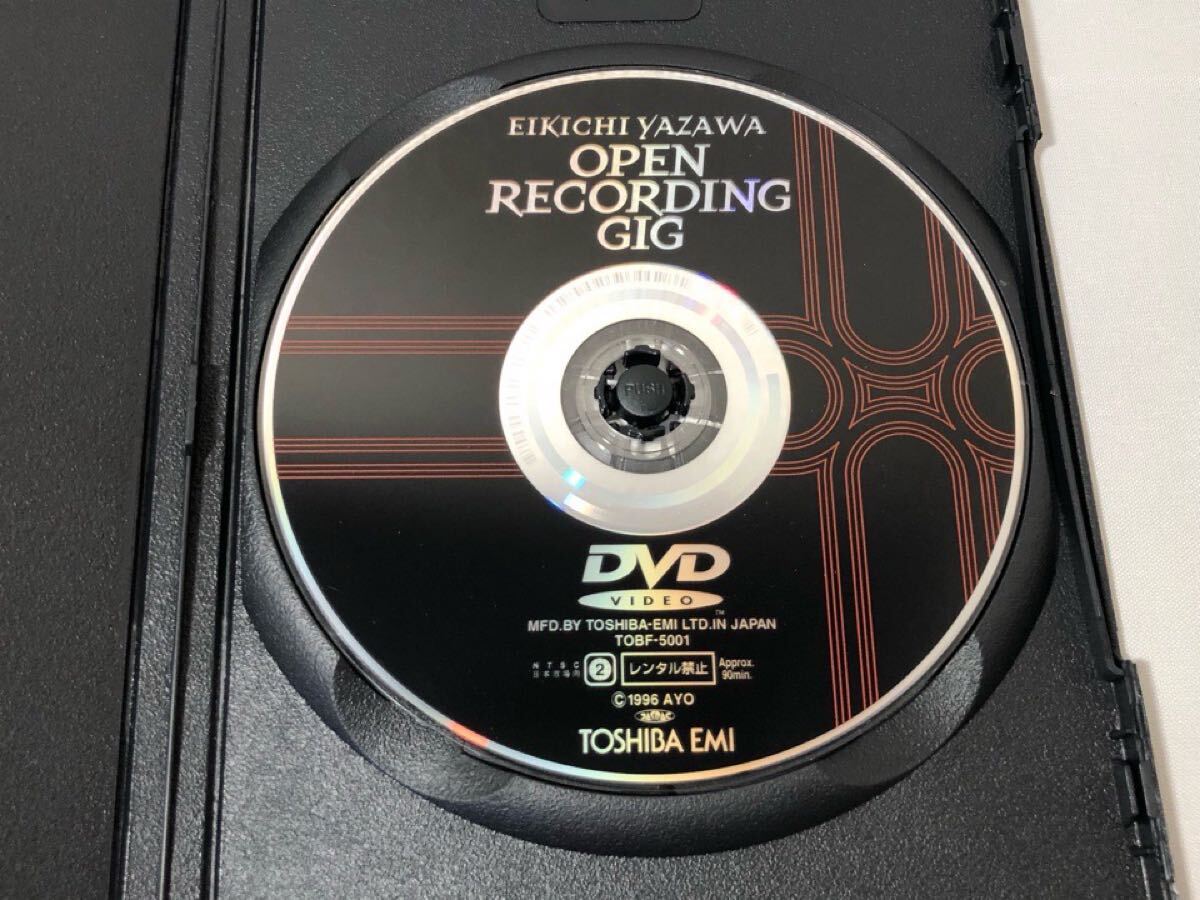 EIKICHI YAZAWA
OPEN
RECORDING
GIG
PUSH
DVD
VIDEO
™
MFD.BY TOSHIBA-EMI LTD.IN JAPAN
TOBF-5001
NTSC
日本市場向
2
レンタル禁止
Approx.
90min.
©1996 AYO
TOSHIBA EMI